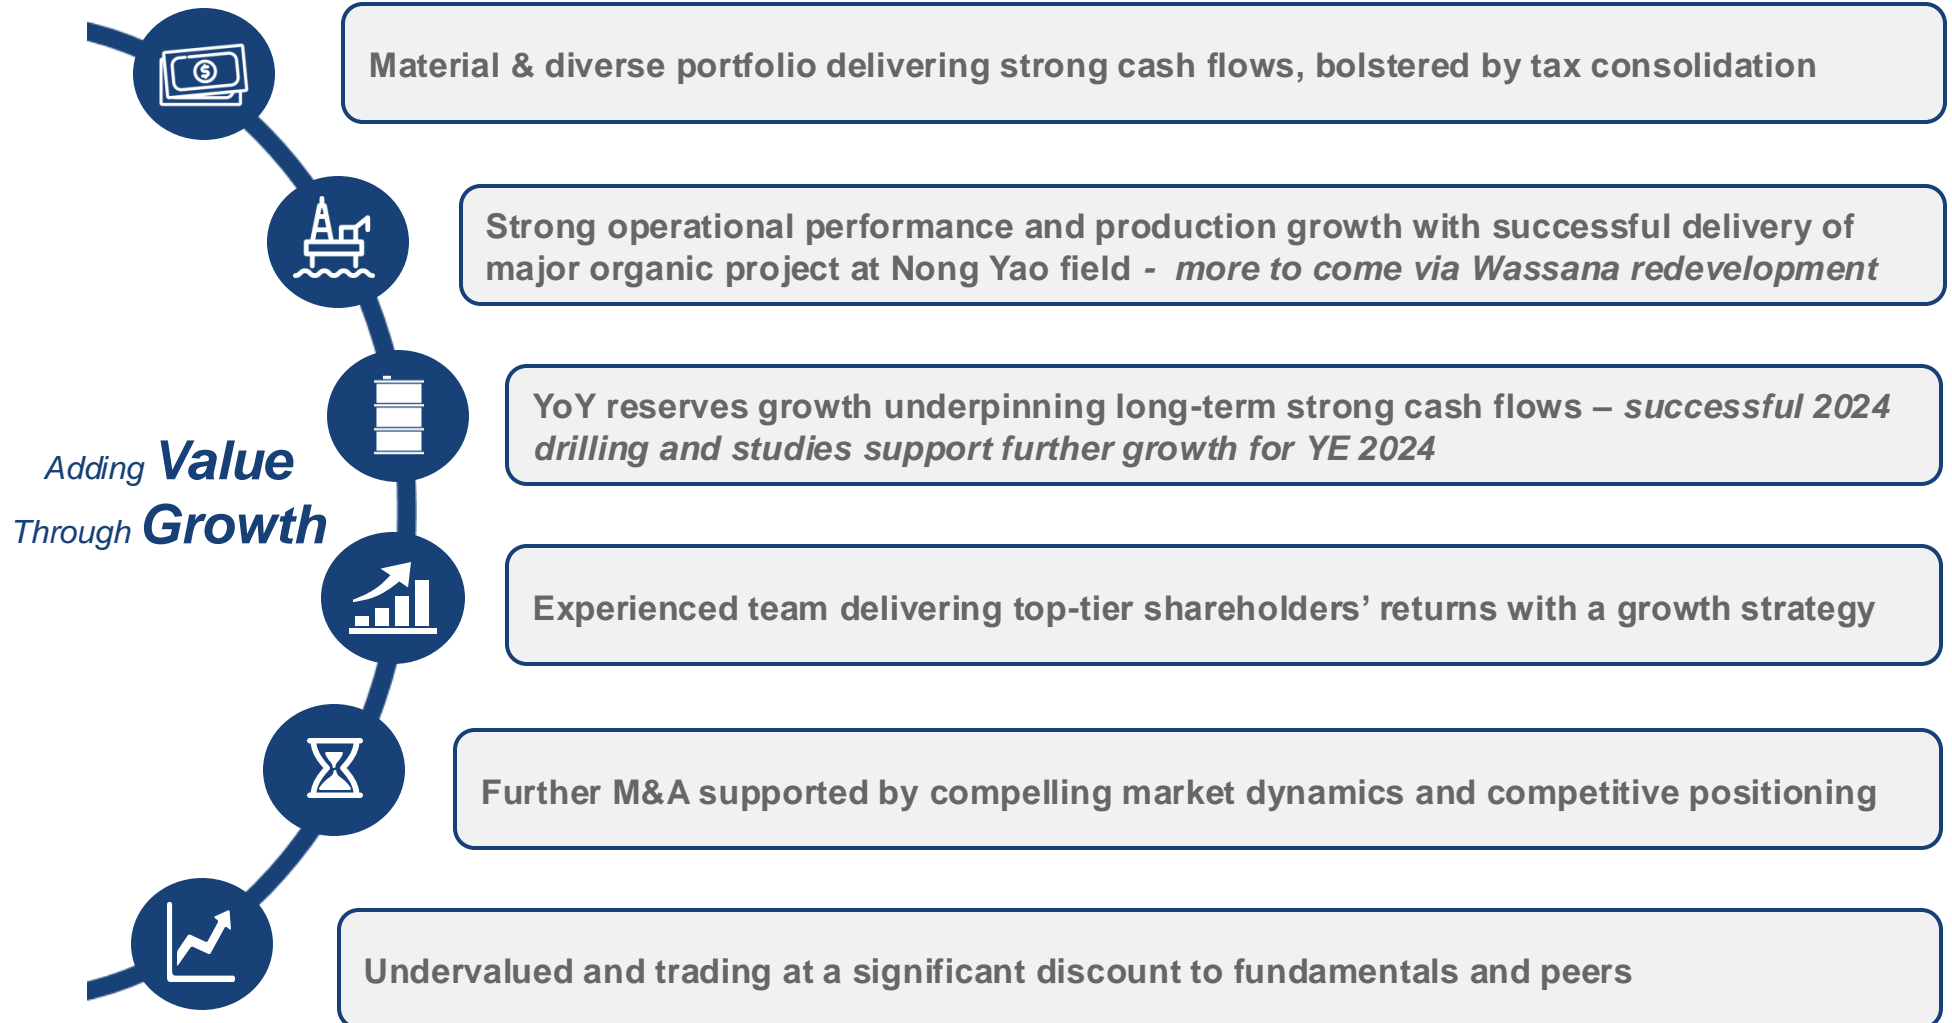 Material & diverse portfolio delivering strong cash flows, bolstered by tax consolidation
Strong operational performance and production growth with successful delivery of
major organic project at Nong Yao field - more to come via Wassana redevelopment
YoY reserves growth underpinning long-term strong cash flows – successful 2024
drilling and studies support further growth for YE 2024
Adding Value
Through Growth
Experienced team delivering top-tier shareholders’ returns with a growth strategy
Further M&A supported by compelling market dynamics and competitive positioning
Undervalued and trading at a significant discount to fundamentals and peers